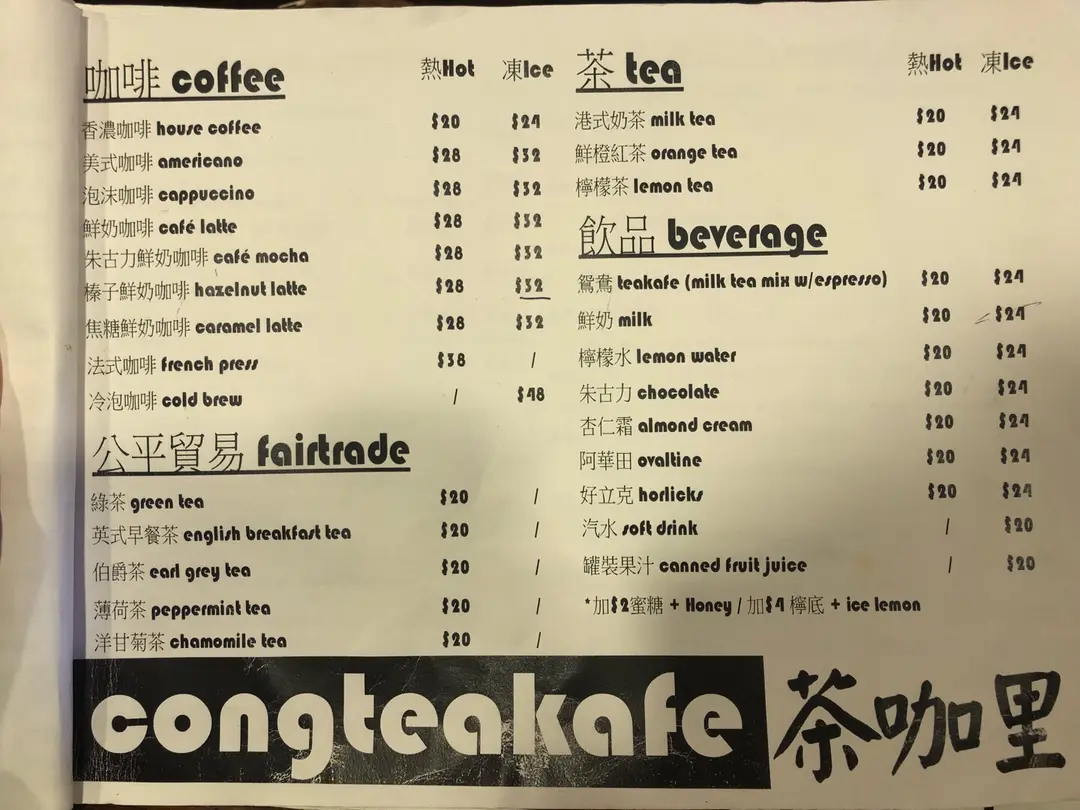 咖啡 coffee 熱Hot 凍Ice
香濃咖啡 house coffee $20 $24
美式咖啡 americano $28 $32
泡沫咖啡 cappuccino $28 $32
鮮奶咖啡 café latte $28 $32
朱古力鮮奶咖啡 café mocha $28 $32
榛子鮮奶咖啡 hazelnut latte $28 $32
焦糖鮮奶咖啡 caramel latte $28 $32
法式咖啡 french press $38 /
冷泡咖啡 cold brew / $48
公平貿易 fairtrade
綠茶 green tea $20 /
英式早餐茶 english breakfast tea $20 /
伯爵茶 earl grey tea $20 /
薄荷茶 peppermint tea $20 /
洋甘菊茶 chamomile tea $20 /
茶 tea 熱Hot 凍Ice
港式奶茶 milk tea $20 $24
鮮橙紅茶 orange tea $20 $24
檸檬茶 lemon tea $20 $24
飲品 beverage
鴛鴦 teakafe (milk tea mix w/espresso) $20 $24
鮮奶 milk $20 $24
檸檬水 lemon water $20 $24
朱古力 chocolate $20 $24
杏仁霜 almond cream $20 $24
阿華田 ovaltine $20 $24
好立克 horlicks $20 $24
汽水 soft drink / $20
罐裝果汁 canned fruit juice / $20
*加$2蜜糖 + Honey / 加$4 檸底 + ice lemon
congteakafe 茶咖里